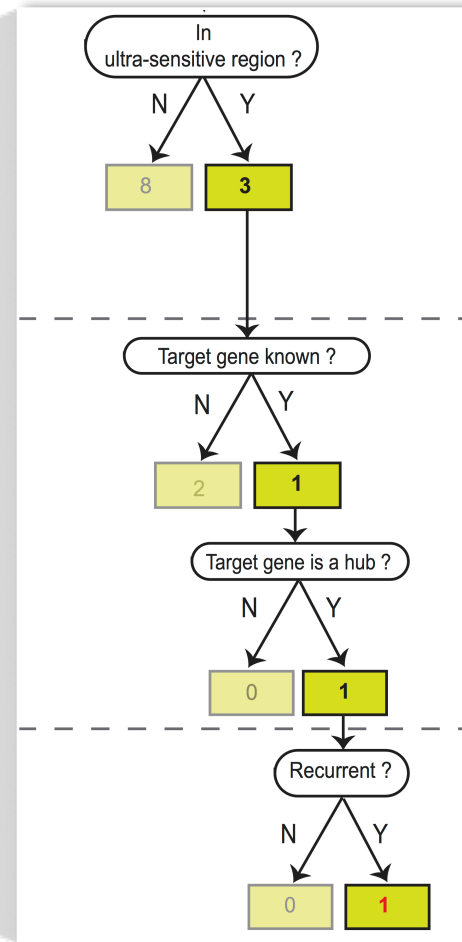 In
ultra-sensitive region ?
N
Y
8
3
Target gene known ?
N
Y
2
1
Target gene is a hub ?
N
Y
0
1
Recurrent ?
N
Y
0
1